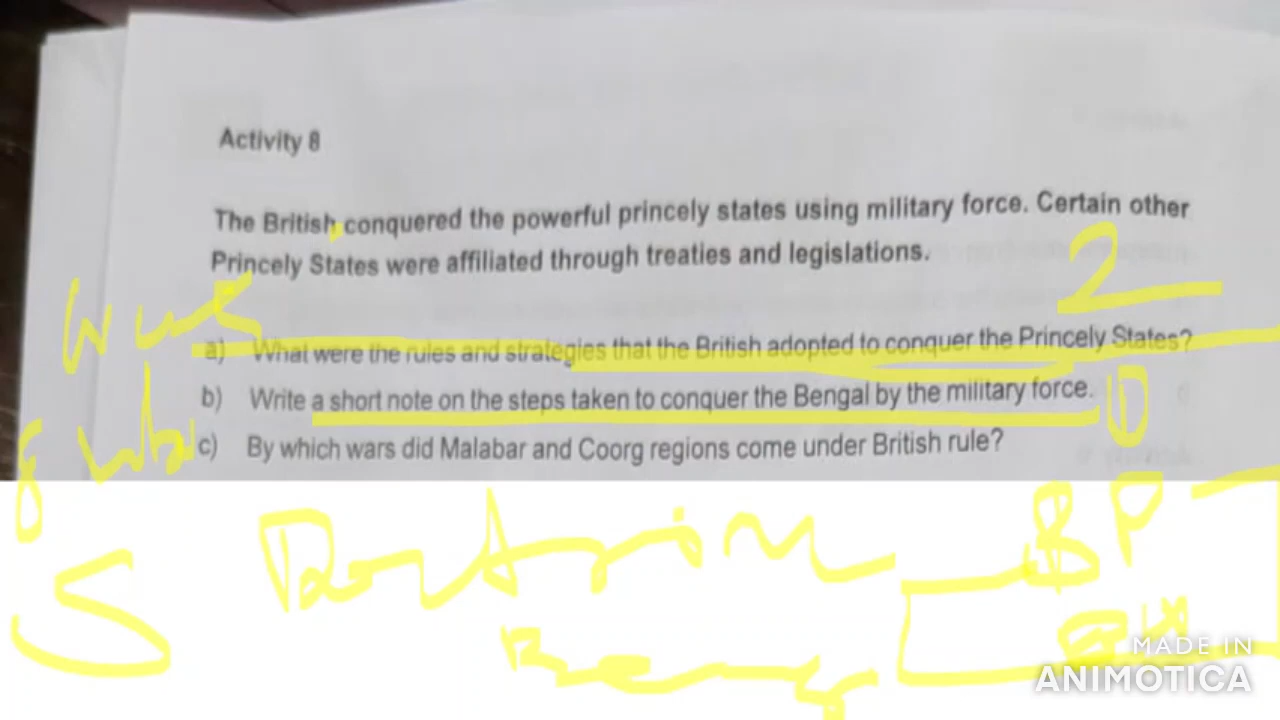 Activity 8
The British conquered the powerful princely states using military force. Certain other
Princely States were affiliated through treaties and legislations.
2
a) What were the rules and strategies that the British adopted to conquer the Princely States?
b) Write a short note on the steps taken to conquer the Bengal by the military force.
c) By which wars did Malabar and Coorg regions come under British rule?
S
BP
MADE IN
ANIMOTICA